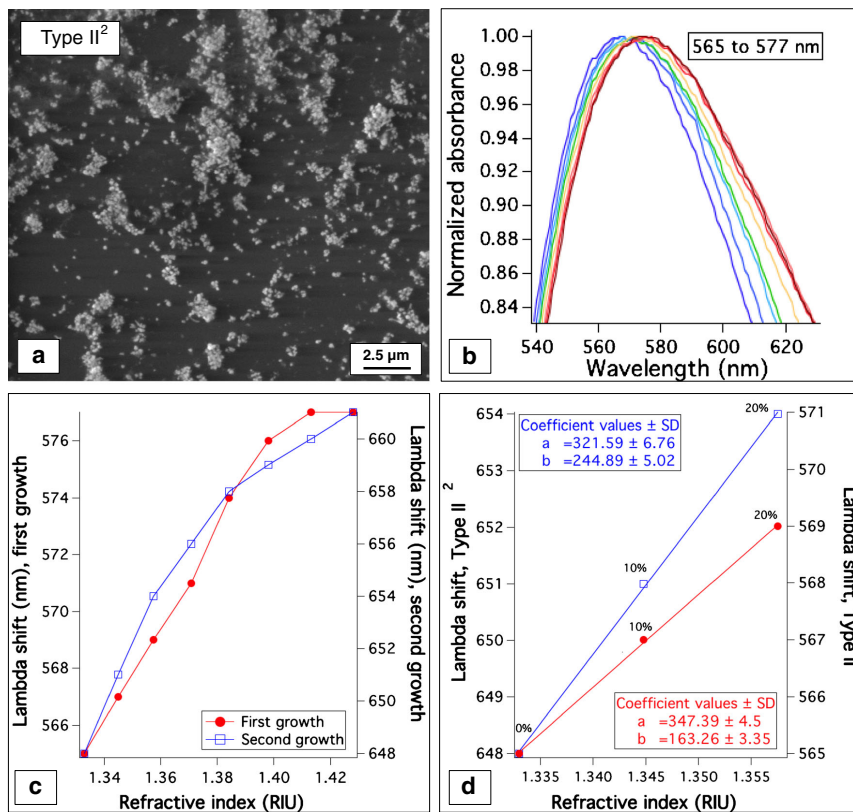 Type II²
a
2.5 µm
Normalized absorbance
1.00
0.98
0.96
0.94
0.92
0.90
0.88
0.86
0.84
565 to 577 nm
540
560
580
600
620
Wavelength (nm)
b
Lambda shift (nm), first growth
576
574
572
570
568
566
1.34
1.36
1.38
1.40
1.42
Refractive index (RIU)
660
658
656
654
652
650
648
Lambda shift (nm), second growth
First growth
Second growth
c
Lambda shift, Type II ²
654
653
652
651
650
649
648
Coefficient values ± SD
a =321.59 ± 6.76
b =244.89 ± 5.02
20%
20%
10%
10%
0%
Coefficient values ± SD
a =347.39 ± 4.5
b =163.26 ± 3.35
1.335
1.340
1.345
1.350
1.355
Refractive index (RIU)
571
570
569
568
567
566
565
Lambda shift, Type II
d